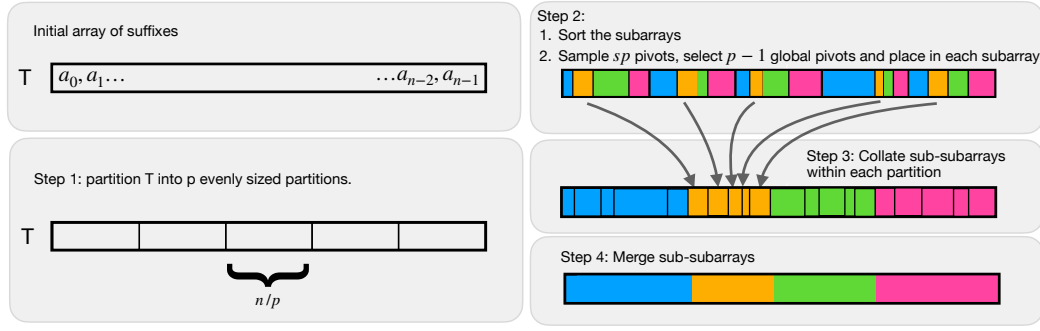 Initial array of suffixes
T
a₀, a₁… …aₙ₋₂, aₙ₋₁
Step 1: partition T into p evenly sized partitions.
T
n/p
Step 2:
1. Sort the subarrays
2. Sample sp pivots, select p − 1 global pivots and place in each subarray
Step 3: Collate sub-subarrays
within each partition
Step 4: Merge sub-subarrays